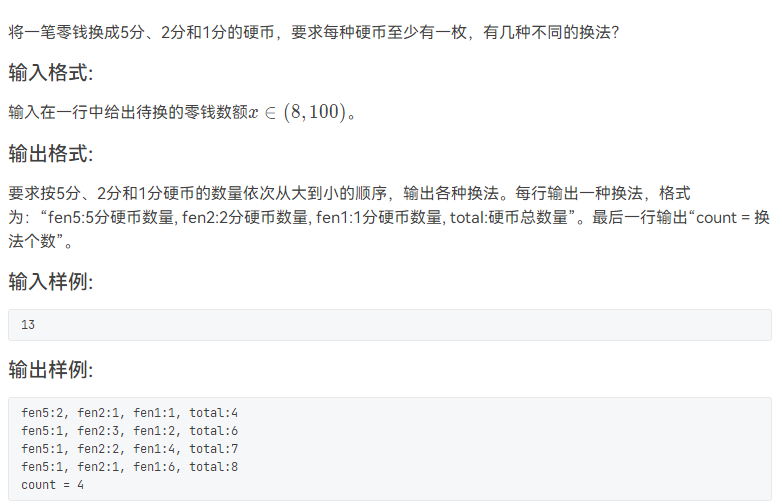 将一笔零钱换成5分、2分和1分的硬币，要求每种硬币至少有一枚，有几种不同的换法？
输入格式:
输入在一行中给出待换的零钱数额x ∈ (8, 100)。
输出格式:
要求按5分、2分和1分硬币的数量依次从大到小的顺序，输出各种换法。每行输出一种换法，格式
为：“fen5:5分硬币数量, fen2:2分硬币数量, fen1:1分硬币数量, total:硬币总数量”。最后一行输出“count = 换
法个数”。
输入样例:
13
输出样例:
fen5:2, fen2:1, fen1:1, total:4
fen5:1, fen2:3, fen1:2, total:6
fen5:1, fen2:2, fen1:4, total:7
fen5:1, fen2:1, fen1:6, total:8
count = 4